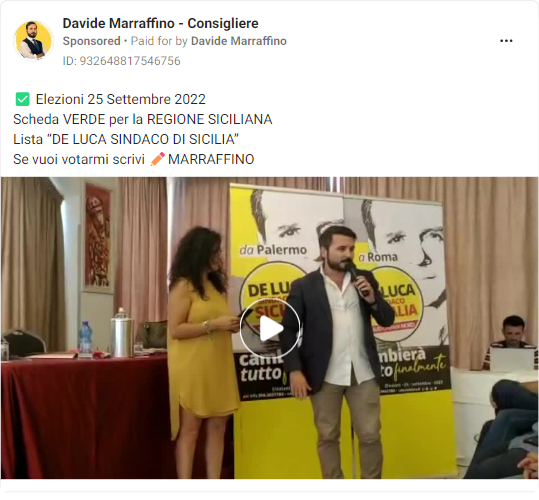 Davide Marraffino - Consigliere
Sponsored • Paid for by Davide Marraffino
ID: 932648817546756
✅ Elezioni 25 Settembre 2022
Scheda VERDE per la REGIONE SICILIANA
Lista “DE LUCA SINDACO DI SICILIA”
Se vuoi votarmi scrivi ✏️ MARRAFFINO
da Palermo
a Roma
DE LUCA
LUCA
tutto
finalmente